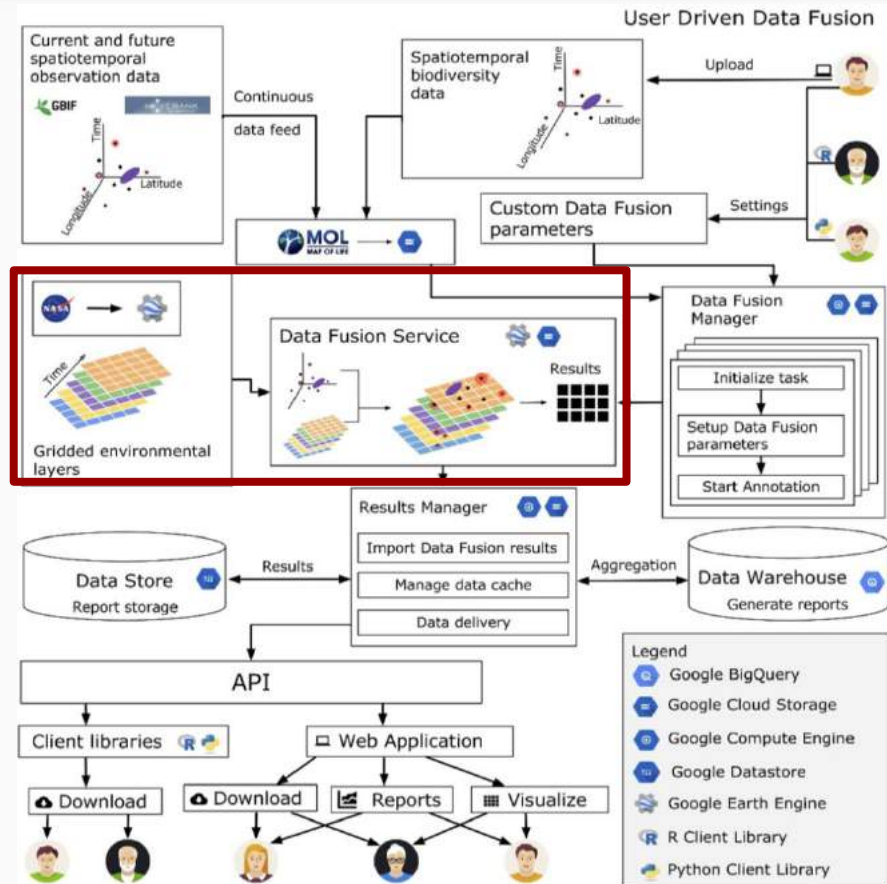 User Driven Data Fusion
Current and future
spatiotemporal
observation data
GBIF
Time
Latitude
Longitude
Continuous
data feed
Spatiotemporal
biodiversity
data
Time
Latitude
Longitude
Upload
Settings
Custom Data Fusion
parameters
MOL
MAP OF LIFE
NASA
Time
Gridded environmental
layers
Data Fusion Service
Results
Data Fusion
Manager
Initialize task
Setup Data Fusion
parameters
Start Annotation
Results Manager
Import Data Fusion results
Manage data cache
Data delivery
Data Store
Report storage
Results
Aggregation
Data Warehouse
Generate reports
API
Client libraries
Web Application
Download
Download
Reports
Visualize
Legend
Google BigQuery
Google Cloud Storage
Google Compute Engine
Google Datastore
Google Earth Engine
R Client Library
Python Client Library